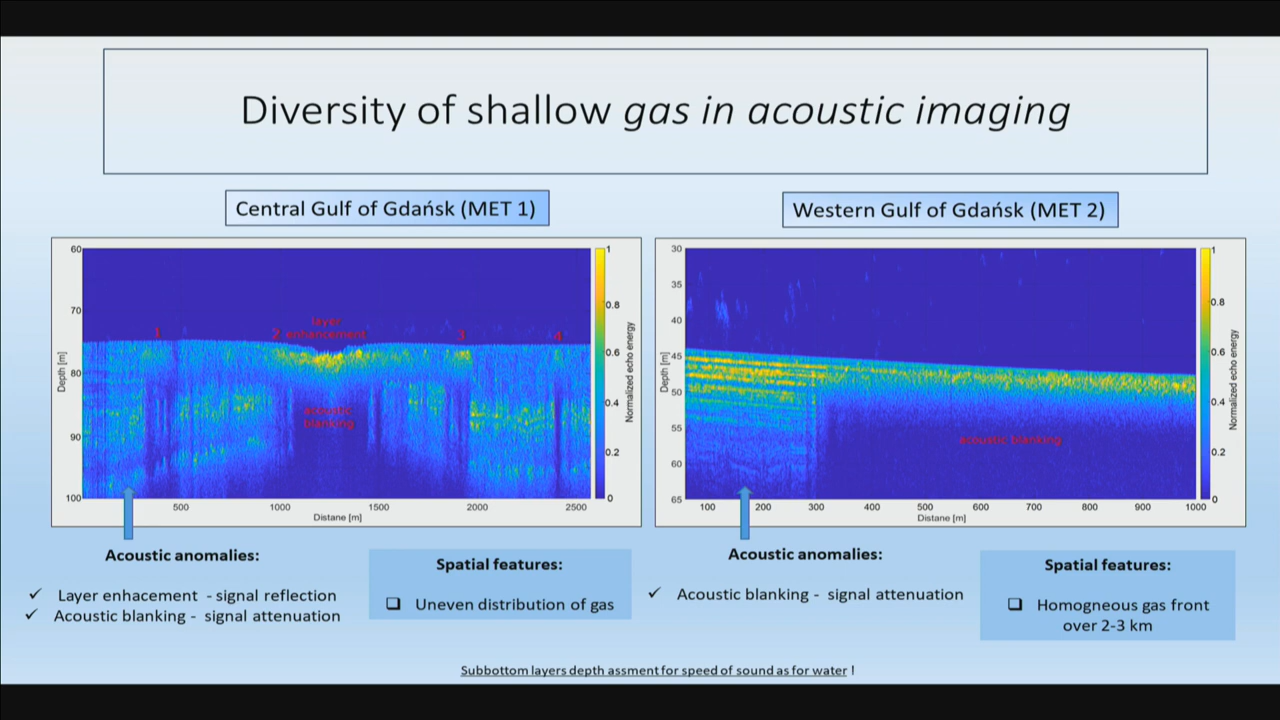 Diversity of shallow gas in acoustic imaging
Central Gulf of Gdańsk (MET 1)
Western Gulf of Gdańsk (MET 2)
60
70
80
90
100
Depth [m]
1
2
layer
enhancement
3
4
acoustic
blanking
500
1000
1500
2000
2500
Distane [m]
1
0.8
0.6
0.4
0.2
0
Normalized echo energy
30
35
40
45
50
55
60
65
Depth [m]
acoustic blanking
100
200
300
400
500
600
700
800
900
1000
Distane [m]
1
0.8
0.6
0.4
0.2
0
Normalized echo energy
Acoustic anomalies:
✓ Layer enhacement - signal reflection
✓ Acoustic blanking - signal attenuation
Spatial features:
❑ Uneven distribution of gas
Acoustic anomalies:
✓ Acoustic blanking - signal attenuation
Spatial features:
❑ Homogneous gas front
over 2-3 km
Subbottom layers depth assment for speed of sound as for water !